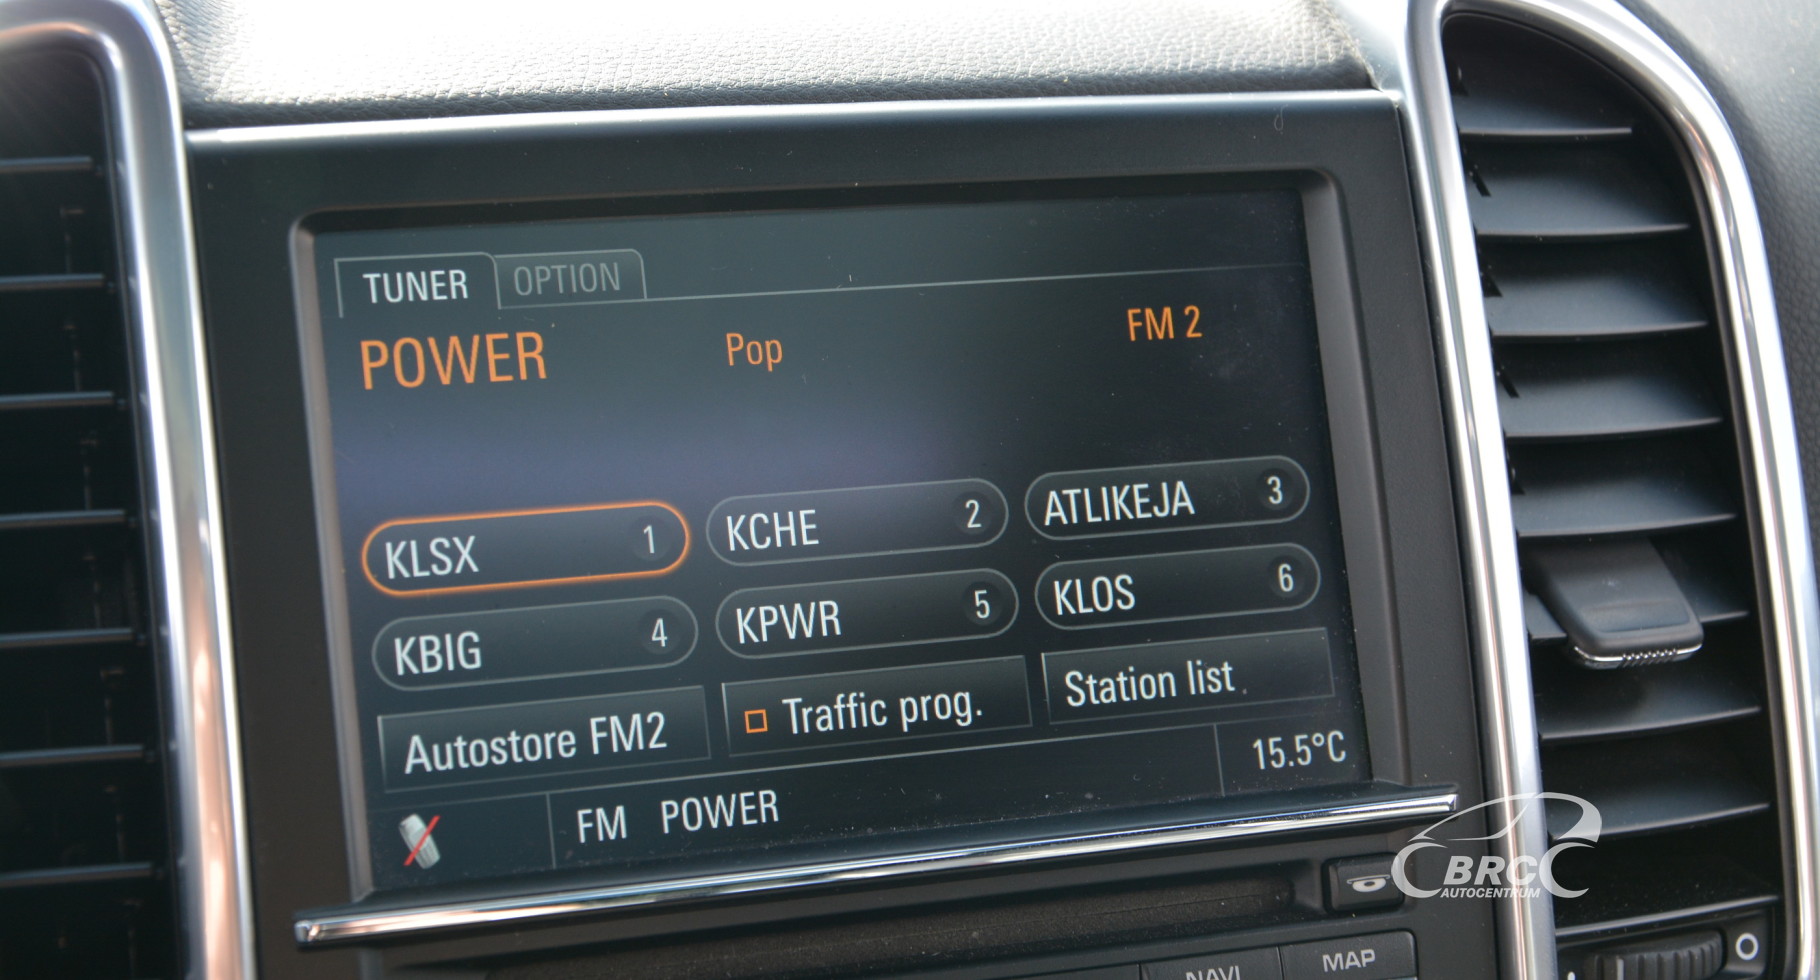 TUNER OPTION
POWER Pop FM 2
KLSX 1 KCHE 2 ATLIKEJA 3
KBIG 4 KPWR 5 KLOS 6
Autostore FM2 Traffic prog. Station list
FM POWER 15.5°C
BRC
AUTOCENTRUM
NAVI MAP